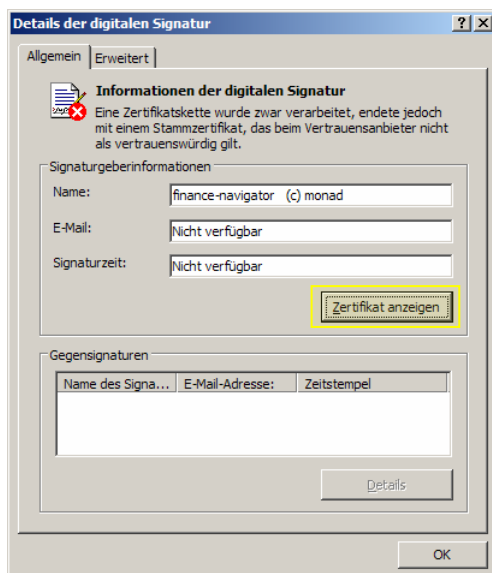 Details der digitalen Signatur
Allgemein
Erweitert
Informationen der digitalen Signatur
Eine Zertifikatskette wurde zwar verarbeitet, endete jedoch
mit einem Stammzertifikat, das beim Vertrauensanbieter nicht
als vertrauenswürdig gilt.
Signaturgeberinformationen
Name:
finance-navigator (c) monad
E-Mail:
Nicht verfügbar
Signaturzeit:
Nicht verfügbar
Zertifikat anzeigen
Gegensignaturen
Name des Signa... E-Mail-Adresse: Zeitstempel
Details
OK